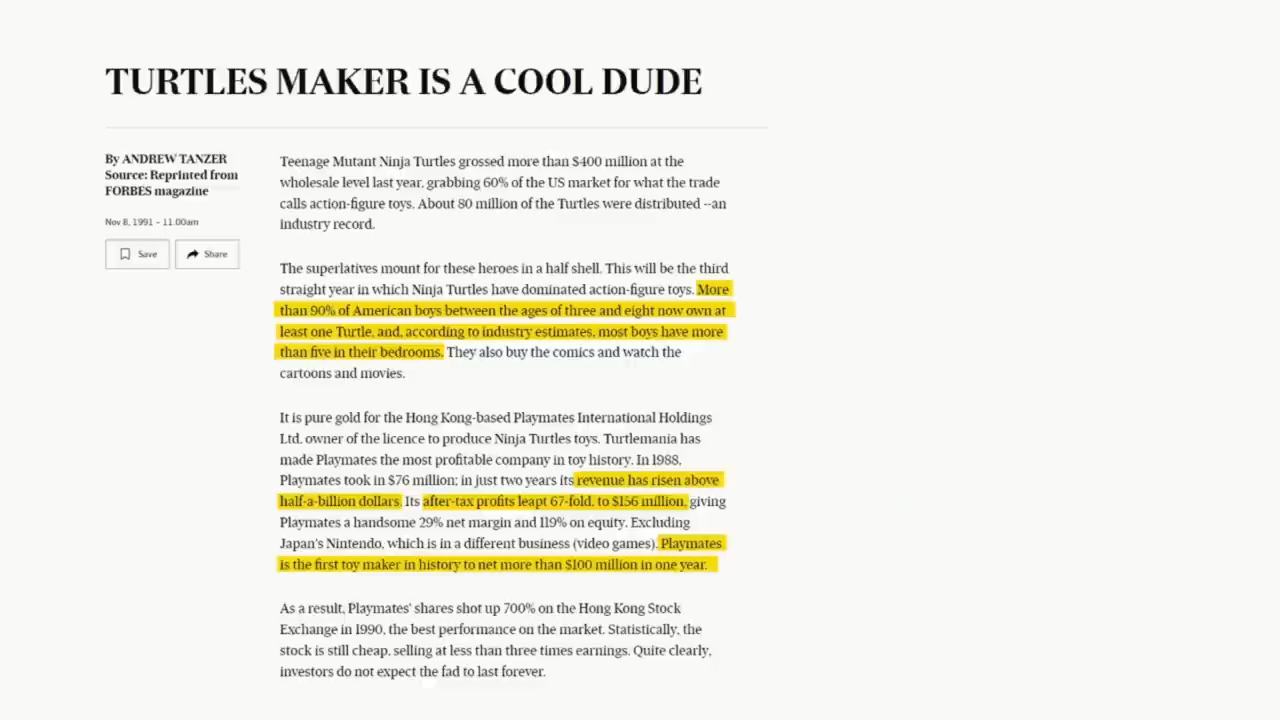 TURTLES MAKER IS A COOL DUDE
By ANDREW TANZER
Source: Reprinted from
FORBES magazine
Nov 8, 1991 – 11.00am
Save
Share
Teenage Mutant Ninja Turtles grossed more than $400 million at the
wholesale level last year, grabbing 60% of the US market for what the trade
calls action-figure toys. About 80 million of the Turtles were distributed --an
industry record.
The superlatives mount for these heroes in a half shell. This will be the third
straight year in which Ninja Turtles have dominated action-figure toys. More
than 90% of American boys between the ages of three and eight now own at
least one Turtle, and, according to industry estimates, most boys have more
than five in their bedrooms. They also buy the comics and watch the
cartoons and movies.
It is pure gold for the Hong Kong-based Playmates International Holdings
Ltd, owner of the licence to produce Ninja Turtles toys. Turtlemania has
made Playmates the most profitable company in toy history. In 1988,
Playmates took in $76 million; in just two years its revenue has risen above
half-a-billion dollars. Its after-tax profits leapt 67-fold, to $156 million, giving
Playmates a handsome 29% net margin and 119% on equity. Excluding
Japan's Nintendo, which is in a different business (video games), Playmates
is the first toy maker in history to net more than $100 million in one year.
As a result, Playmates' shares shot up 700% on the Hong Kong Stock
Exchange in 1990, the best performance on the market. Statistically, the
stock is still cheap, selling at less than three times earnings. Quite clearly,
investors do not expect the fad to last forever.